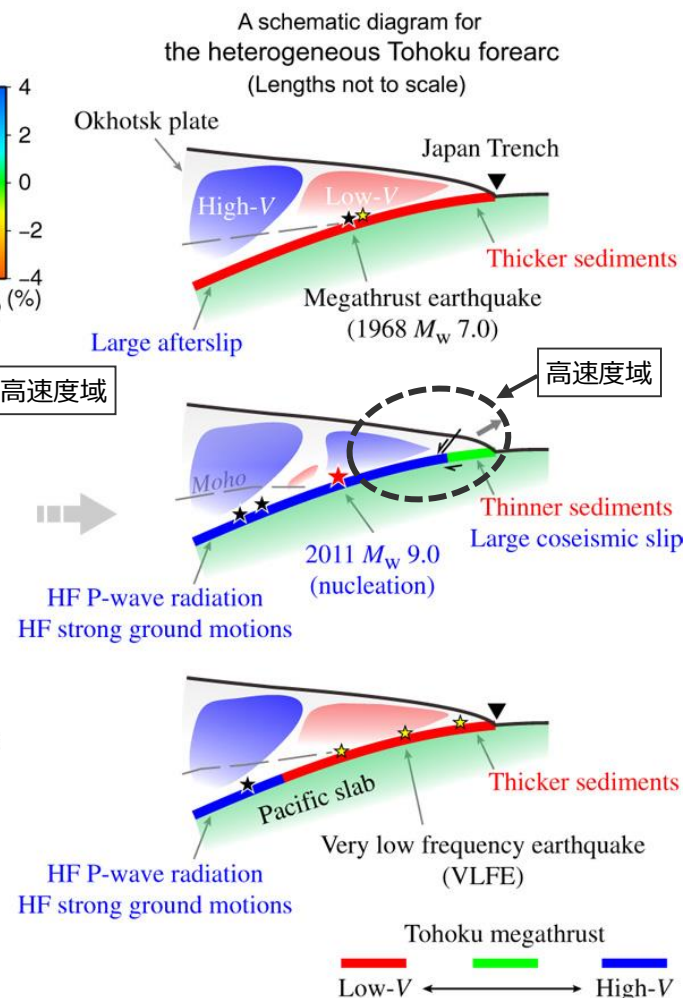 A schematic diagram for
the heterogeneous Tohoku forearc
(Lengths not to scale)
4
2
0
−2
−4
(%)
Okhotsk plate
Japan Trench
High-V
Low-V
Thicker sediments
Megathrust earthquake
(1968 Mw 7.0)
Large afterslip
高速度域
高速度域
Moho
Thinner sediments
Large coseismic slip
2011 Mw 9.0
(nucleation)
HF P-wave radiation
HF strong ground motions
Thicker sediments
Pacific slab
Very low frequency earthquake
(VLFE)
HF P-wave radiation
HF strong ground motions
Tohoku megathrust
Low-V
High-V